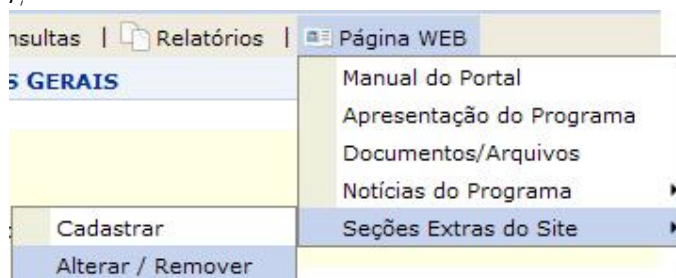 Relatórios | Página WEB
GERAIS
Manual do Portal
Apresentação do Programa
Documentos/Arquivos
Notícias do Programa
Cadastrar Seções Extras do Site
Alterar / Remover